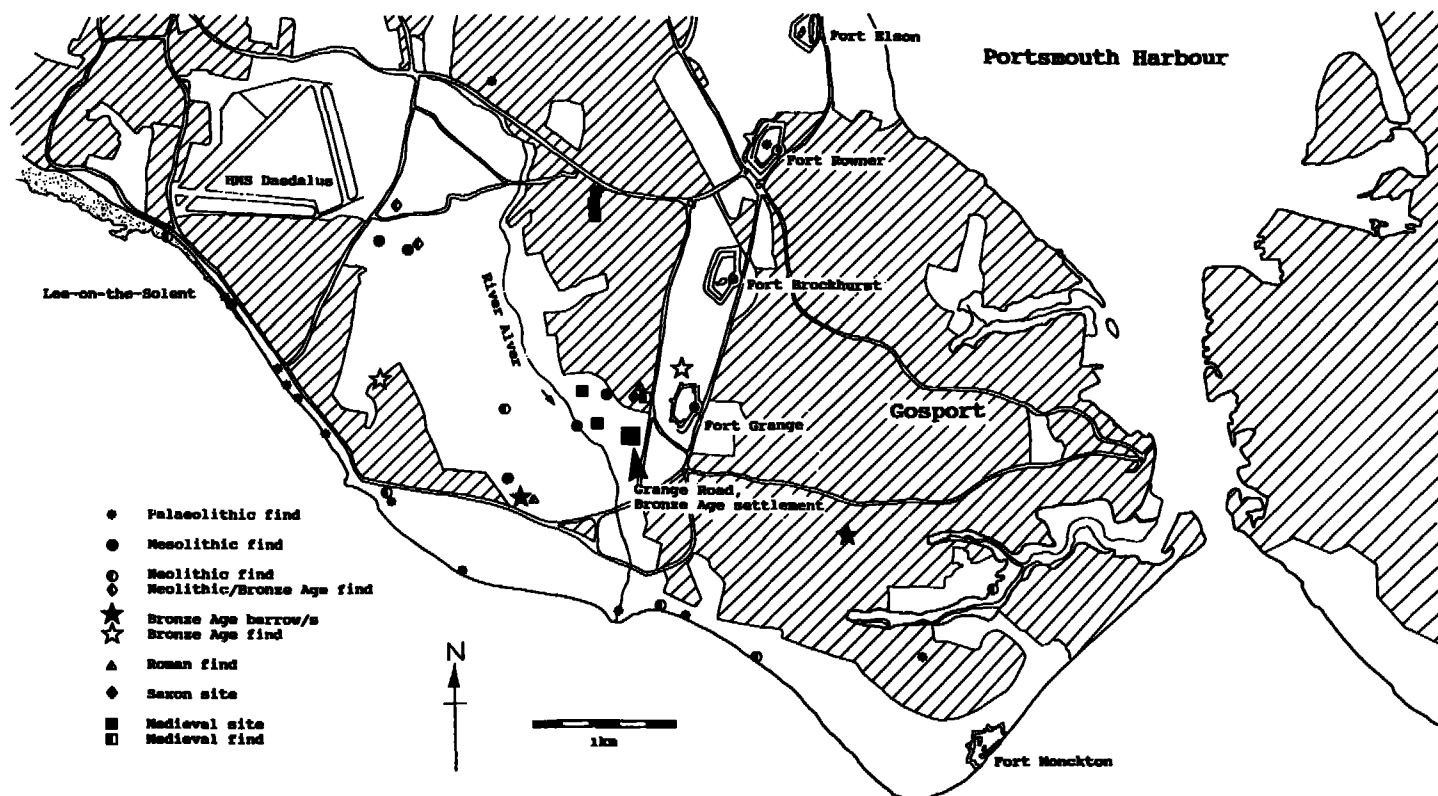 Fort Elson
Portsmouth Harbour
Fort Rowner
HMS Daedalus
Lee-on-the-Solent
River Alver
Fort Brockhurst
Gosport
Fort Grange
Grange Road,
Bronze Age settlement
Palaeolithic find
Mesolithic find
Neolithic find
Neolithic/Bronze Age find
Bronze Age barrow/s
Bronze Age find
Roman find
Saxon site
Medieval site
Medieval find
N
1km
Fort Monckton